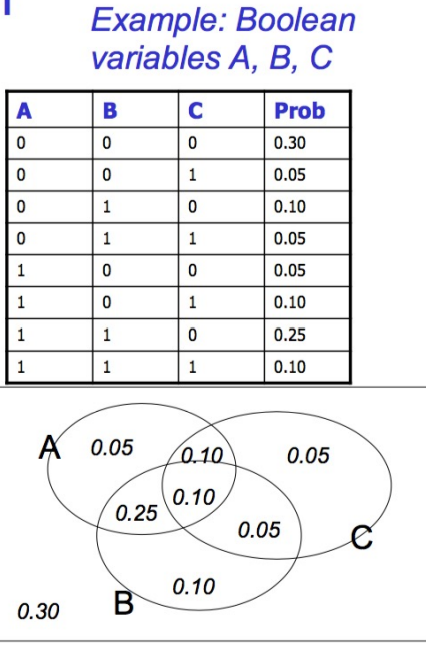 Example: Boolean
variables A, B, C
A B C Prob
0 0 0 0.30
0 0 1 0.05
0 1 0 0.10
0 1 1 0.05
1 0 0 0.05
1 0 1 0.10
1 1 0 0.25
1 1 1 0.10
A 0.05 0.10 0.05
0.10
0.25
0.05 C
0.10
0.30 B